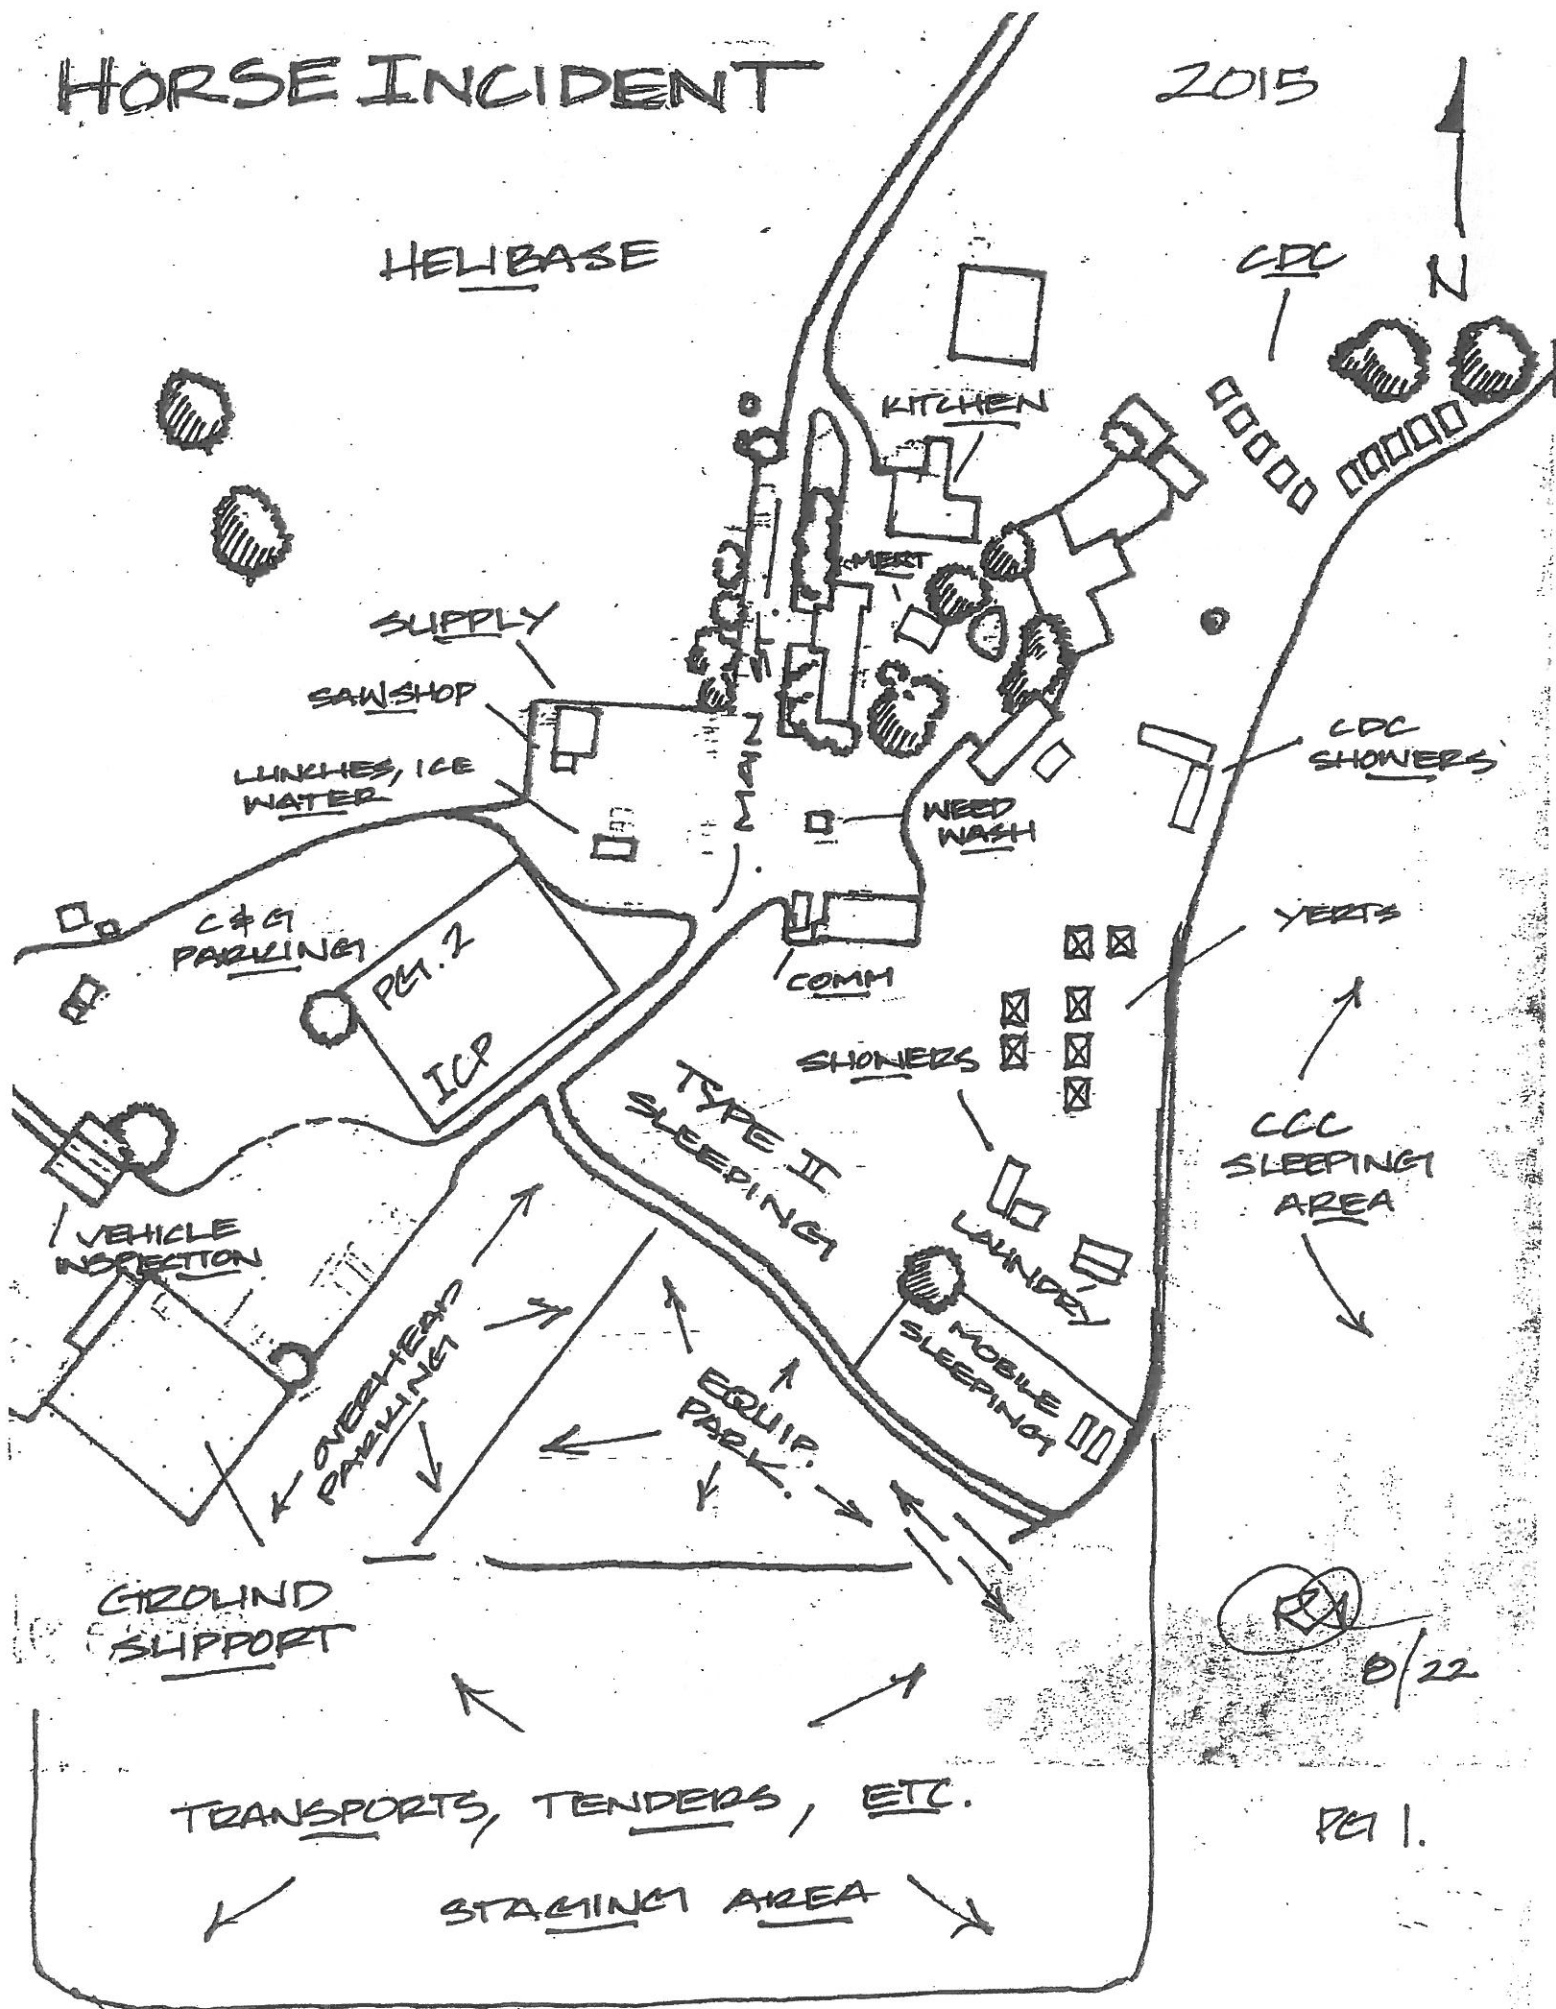 HORSE INCIDENT
2015
N
HELIBASE
CDC
KITCHEN
MERT
SUPPLY
SAWSHOP
LUNCHES, ICE
WATER
MAIN
WEED
WASH
CDC
SHOWERS
YERTS
C&G
PARKING
PG. 2
ICP
COMM
SHOWERS
TYPE II
SLEEPING
CCC
SLEEPING
AREA
VEHICLE
INSPECTION
LAUNDRY
MOBILE
SLEEPING
OVERHEAD
PARKING
EQUIP.
PARK.
GROUND
SUPPORT
8/22
TRANSPORTS, TENDERS, ETC.
STAGING AREA
PG 1.